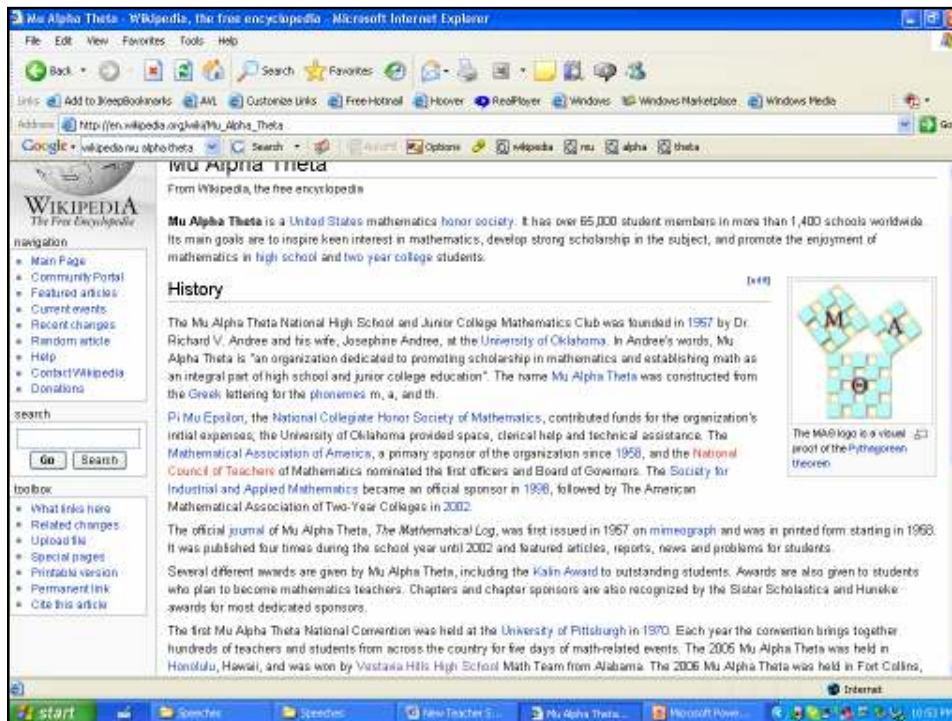 Mu Alpha Theta - Wikipedia, the free encyclopedia - Microsoft Internet Explorer
File Edit View Favorites Tools Help
Back Search Favorites
Links Add to JKeepBookmarks AVL Customize Links Free Hotmail Hoover RealPlayer Windows Windows Marketplace Windows Media
Address http://en.wikipedia.org/wiki/Mu_Alpha_Theta Go
Google wikipedia mu alpha theta Search Options wikipedia mu alpha theta
Mu Alpha Theta
From Wikipedia, the free encyclopedia
Mu Alpha Theta is a United States mathematics honor society. It has over 65,000 student members in more than 1,400 schools worldwide.
Its main goals are to inspire keen interest in mathematics, develop strong scholarship in the subject, and promote the enjoyment of
mathematics in high school and two year college students.
History
[edit]
The Mu Alpha Theta National High School and Junior College Mathematics Club was founded in 1957 by Dr.
Richard V. Andree and his wife, Josephine Andree, at the University of Oklahoma. In Andree's words, Mu
Alpha Theta is "an organization dedicated to promoting scholarship in mathematics and establishing math as
an integral part of high school and junior college education". The name Mu Alpha Theta was constructed from
the Greek lettering for the phonemes m, a, and th.
Pi Mu Epsilon, the National Collegiate Honor Society of Mathematics, contributed funds for the organization's
initial expenses; the University of Oklahoma provided space, clerical help and technical assistance. The
Mathematical Association of America, a primary sponsor of the organization since 1958, and the National
Council of Teachers of Mathematics nominated the first officers and Board of Governors. The Society for
Industrial and Applied Mathematics became an official sponsor in 1998, followed by The American
Mathematical Association of Two-Year Colleges in 2002.
The official journal of Mu Alpha Theta, The Mathematical Log, was first issued in 1957 on mimeograph and was in printed form starting in 1958.
It was published four times during the school year until 2002 and featured articles, reports, news and problems for students.
Several different awards are given by Mu Alpha Theta, including the Kalin Award to outstanding students. Awards are also given to students
who plan to become mathematics teachers. Chapters and chapter sponsors are also recognized by the Sister Scholastica and Huneke
awards for most dedicated sponsors.
The first Mu Alpha Theta National Convention was held at the University of Pittsburgh in 1970. Each year the convention brings together
hundreds of teachers and students from across the country for five days of math-related events. The 2005 Mu Alpha Theta was held in
Honolulu, Hawaii, and was won by Vestavia Hills High School Math Team from Alabama. The 2006 Mu Alpha Theta was held in Fort Collins,
M A
Θ
The MAΘ logo is a visual
proof of the Pythagorean
theorem
WIKIPEDIA
The Free Encyclopedia
navigation
Main Page
Community Portal
Featured articles
Current events
Recent changes
Random article
Help
Contact Wikipedia
Donations
search
Go Search
toolbox
What links here
Related changes
Upload file
Special pages
Printable version
Permanent link
Cite this article
Internet
start Speeches Speeches New Teacher S... Mu Alpha Theta... Microsoft Power... 10:53 PM